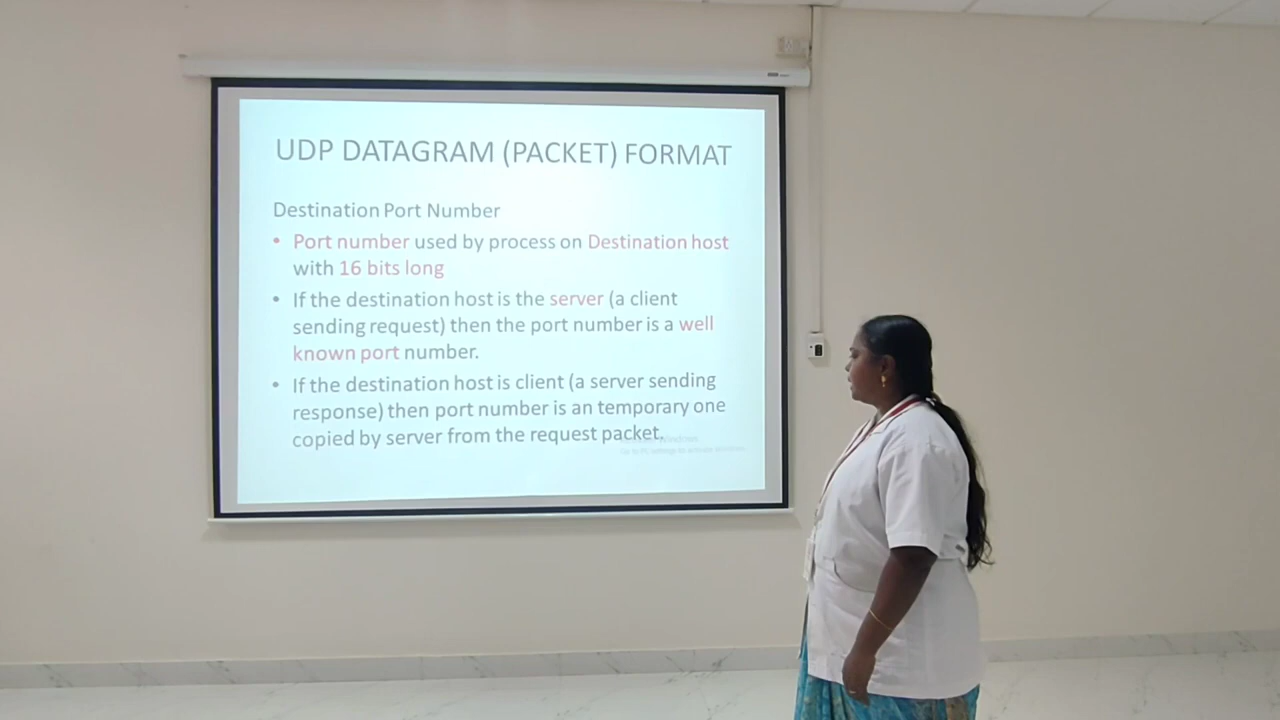 UDP DATAGRAM (PACKET) FORMAT
Destination Port Number
• Port number used by process on Destination host
with 16 bits long
• If the destination host is the server (a client
sending request) then the port number is a well
known port number.
• If the destination host is client (a server sending
response) then port number is an temporary one
copied by server from the request packet.